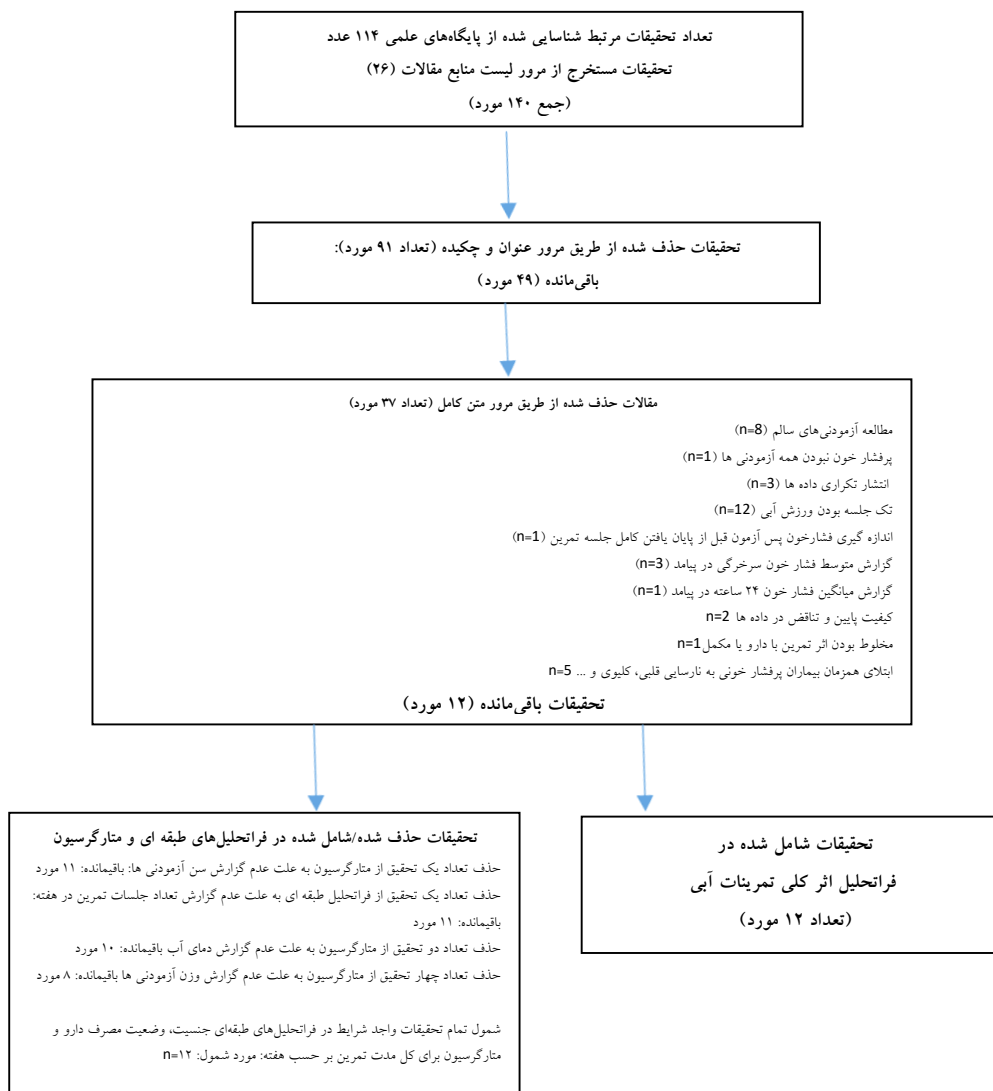 تعداد تحقیقات مرتبط شناسایی شده از پایگاه‌های علمی ۱۱۴ عدد
تحقیقات مستخرج از مرور لیست منابع مقالات (۲۶)
(جمع ۱۴۰ مورد)
تحقیقات حذف شده از طریق مرور عنوان و چکیده (تعداد ۹۱ مورد):
باقی‌مانده (۴۹ مورد)
مقالات حذف شده از طریق مرور متن کامل (تعداد ۳۷ مورد)
مطالعه آزمودنی‌های سالم (n=8)
پرفشار خون نبودن همه آزمودنی ها (n=1)
انتشار تکراری داده ها (n=3)
تک جلسه بودن ورزش آبی (n=12)
اندازه گیری فشارخون پس آزمون قبل از پایان یافتن کامل جلسه تمرین (n=1)
گزارش متوسط فشار خون سرخرگی در پیامد (n=3)
گزارش میانگین فشار خون ۲۴ ساعته در پیامد (n=1)
کیفیت پایین و تناقض در داده ها n=2
مخلوط بودن اثر تمرین با دارو یا مکمل n=1
ابتلای همزمان بیماران پرفشار خونی به نارسایی قلبی، کلیوی و ... n=5
تحقیقات باقی‌مانده (۱۲ مورد)
تحقیقات شامل شده در
فراتحلیل اثر کلی تمرینات آبی
(تعداد ۱۲ مورد)
تحقیقات حذف شده/شامل شده در فراتحلیل‌های طبقه ای و متارگرسیون
حذف تعداد یک تحقیق از متارگرسیون به علت عدم گزارش سن آزمودنی ها: باقیمانده: ۱۱ مورد
حذف تعداد یک تحقیق از فراتحلیل طبقه ای به علت عدم گزارش تعداد جلسات تمرین در هفته:
باقیمانده: ۱۱ مورد
حذف تعداد دو تحقیق از متارگرسیون به علت عدم گزارش دمای آب باقیمانده: ۱۰ مورد
حذف تعداد چهار تحقیق از متارگرسیون به علت عدم گزارش وزن آزمودنی ها باقیمانده: ۸ مورد
شمول تمام تحقیقات واجد شرایط در فراتحلیل‌های طبقه‌ای جنسیت، وضعیت مصرف دارو و
متارگرسیون برای کل مدت تمرین بر حسب هفته: مورد شمول: n=۱۲